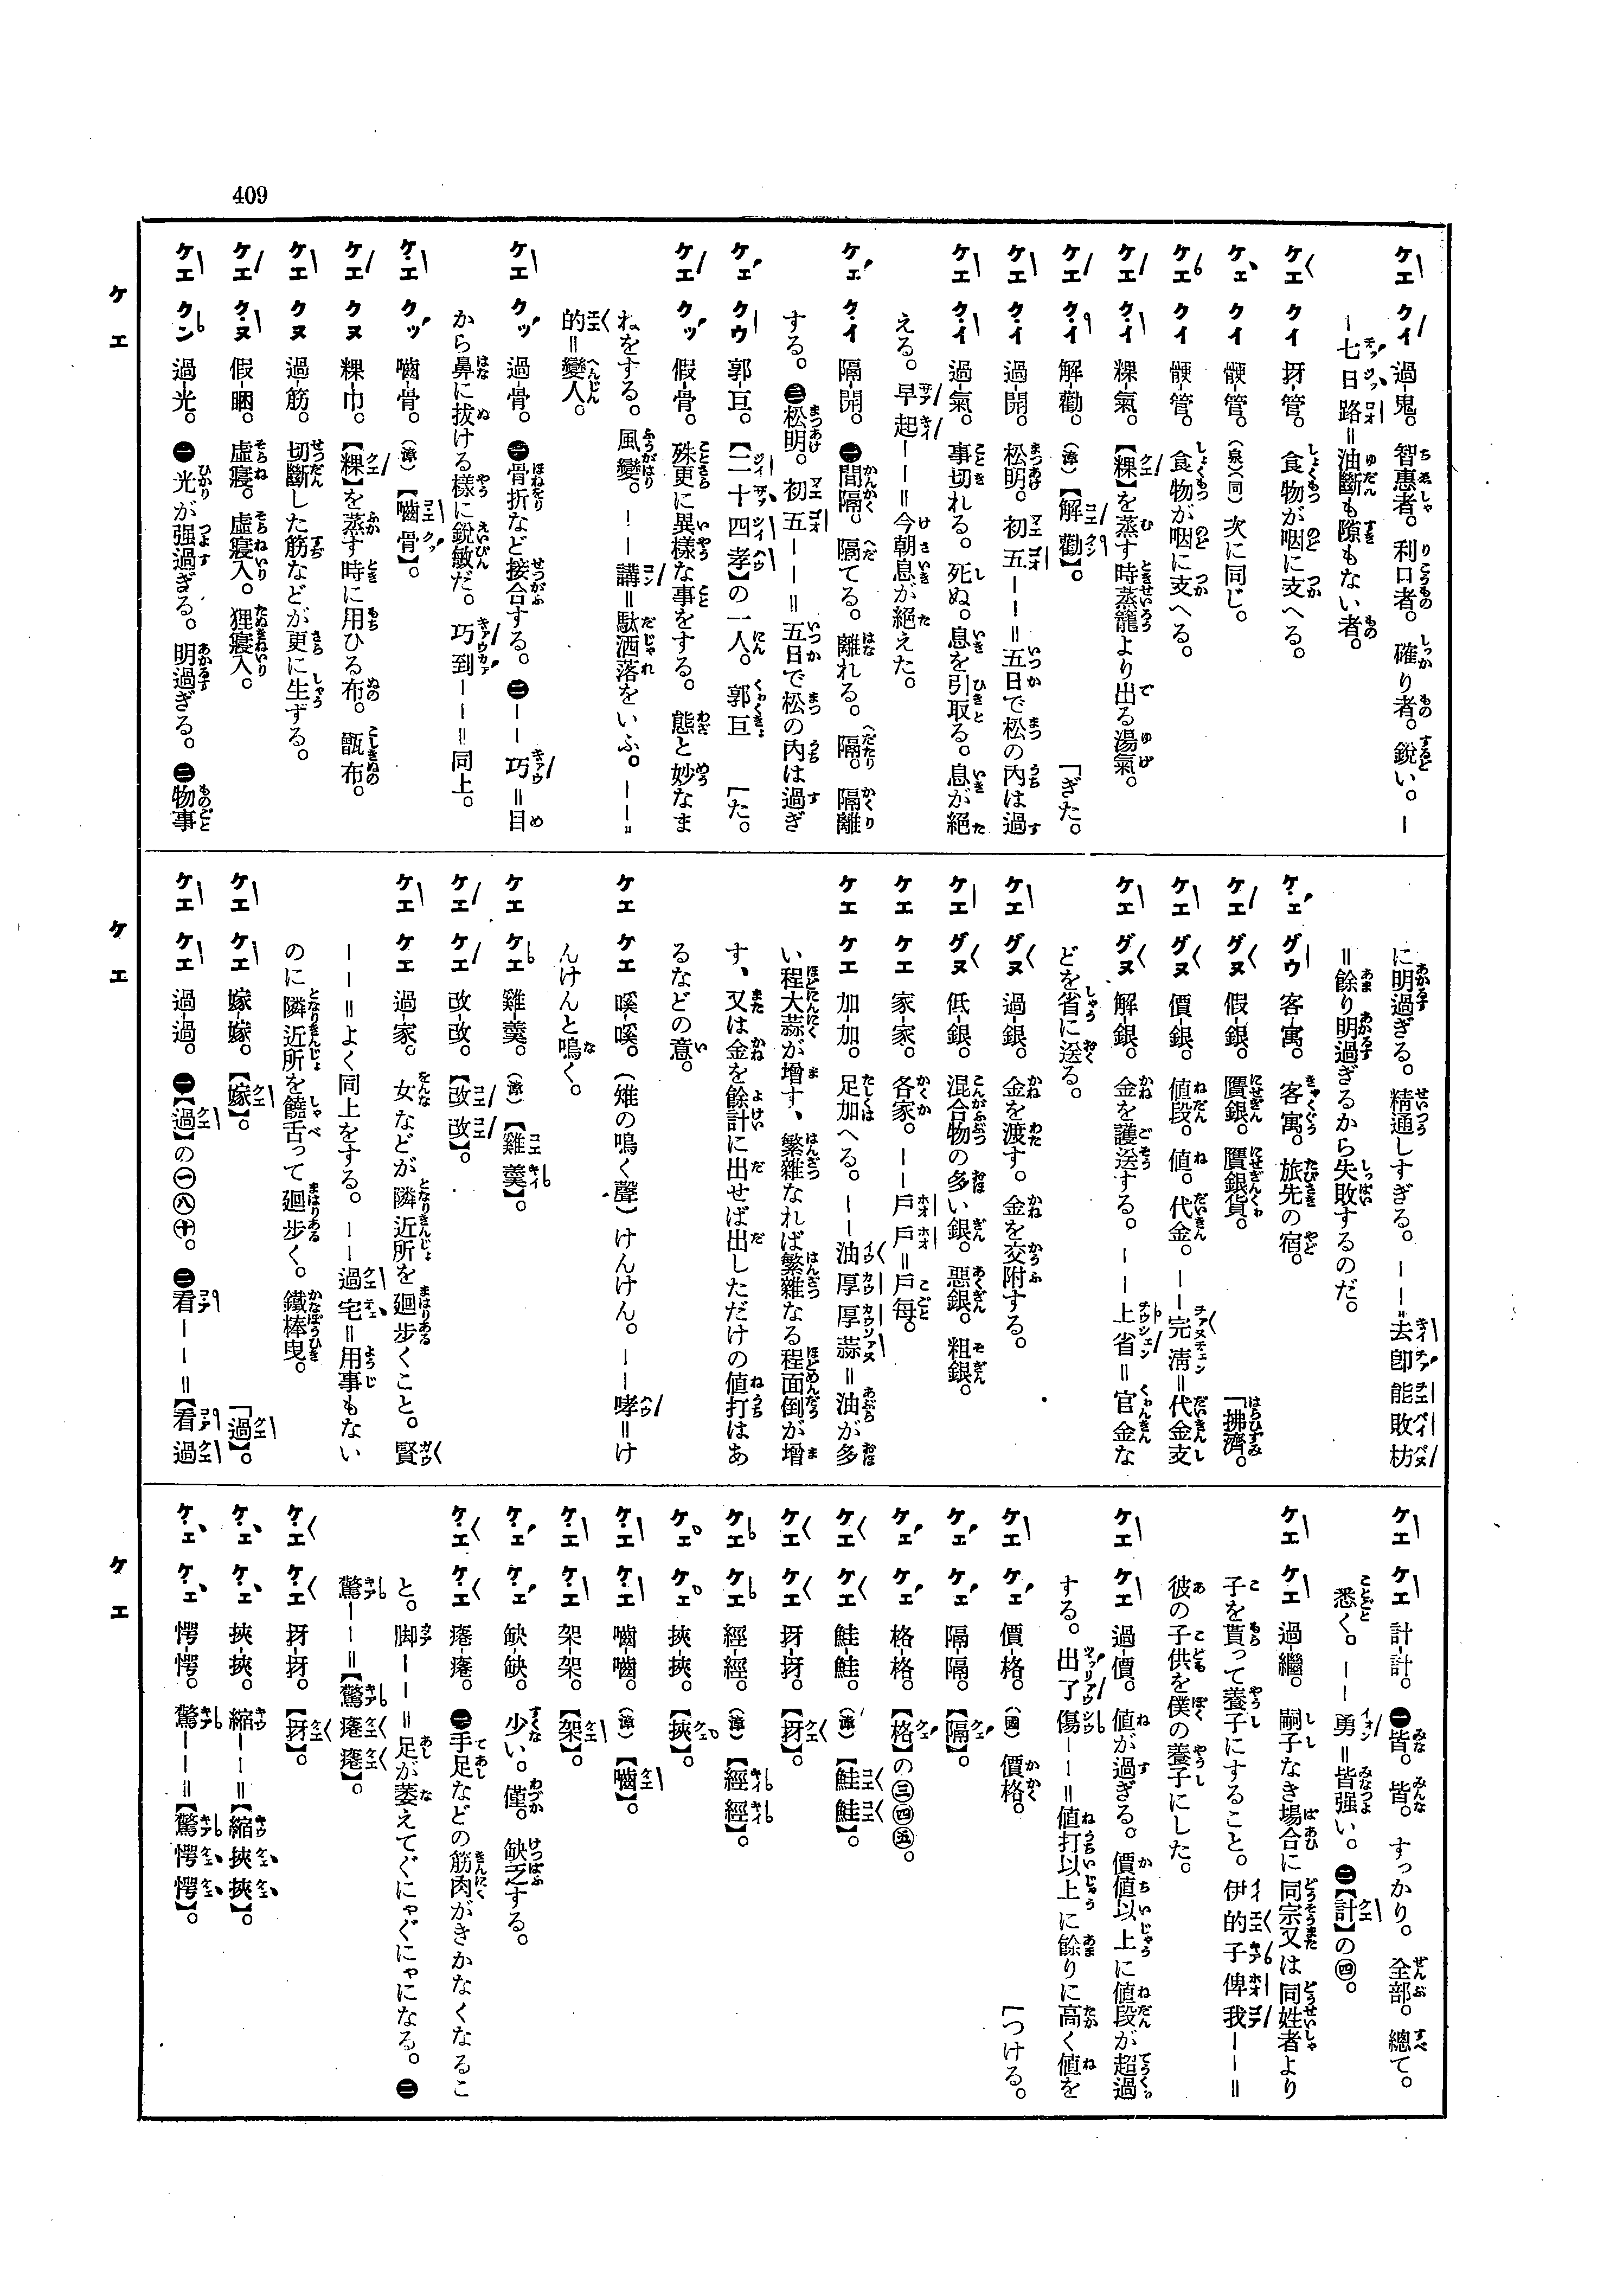 409
ケエ クイ 過-鬼。 智惠者。利口者。確り者。銳い。―
―七日路=油斷も隙もない者。
ケエ クイ 掰-管。 食物が咽に支へる。
ケエ クイ 骾-管。(泉)(同)次に同じ。
ケエ クイ 骾-管。 食物が咽に支へる。
ケエ クイ 粿-氣。【粿】を蒸す時蒸籠より出る湯氣。
ケエ クイ 解-勸。(漳)【解勸】。 「ぎた。
ケエ クイ 過-開。 松明。初五――=五日で松の內は過
ケエ クイ 過-氣。 事切れる。死ぬ。息を引取る。息が絕
える。早起――=今朝息が絕えた。
ケエ クイ 隔-開。 ㊀間隔。隔てる。離れる。隔。隔離
する。㊁松明。初五――=五日で松の內は過ぎ
ケエ クウ 郭-亙。【二十四孝】の一人。郭亙 「た。
ケエ クッ 假-骨。 殊更に異樣な事をする。態と妙なま
ねをする。風變。――講=駄洒落をいふ。――=
的=變人。
ケエ クッ 過-骨。 ㊀骨折など接合する。㊁――巧=目
から鼻に拔ける樣に銳敏だ。巧到――=同上。
ケエ クッ 嚙-骨。(漳)【嚙骨】。
ケエ クヌ 粿-巾。【粿】を蒸す時に用ひる布。甑布。
ケエ クヌ 過-筋。 切斷した筋などが更に生ずる。
ケエ クヌ 假-睏。 虛寢。虛寢入。狸寢入。
ケエ クン 過-光。 ㊀光が强過ぎる。明過ぎる。㊁物事
に明過ぎる。精通しすぎる。――=去卽能敗枋
=餘り明過ぎるから失敗するのだ。
ケエ グウ 客-寓。 客寓。旅先の宿。
ケエ グヌ 假-銀。 贋銀。贋銀貨。 「拂濟。
ケエ グヌ 價-銀。 値段。値。代金。――完淸=代金支
ケエ グヌ 解-銀。 金を護送する。――上省=官金な
どを省に送る。
ケエ グヌ 過-銀。 金を渡す。金を交附する。
ケエ グヌ 低-銀。 混合物の多い銀。惡銀。粗銀。
ケエ ケエ 家-家。 各家。――戶戶=戶每。
ケエ ケエ 加-加。 足加へる。――油厚厚蒜=油が多
い程大蒜が增す、繁雜なれば繁雜なる程面倒が增
す、又は金を餘計に出せば出しただけの値打はあ
るなどの意。
ケエ ケエ 嘎-嘎。(雉の鳴く聲)けんけん。――哮=け
んけんと鳴く。
ケエ ケエ 雞-羹。(漳)【雞羹】。
ケエ ケエ 改-改。【改改】。
ケエ ケエ 過-家。 女などが隣近所を廻步くこと。賢
――=よく同上をする。――過宅=用事もない
のに隣近所を饒舌って廻步く。鐵棒曳。
ケエ ケエ 嫁-嫁。【嫁】。 「過】。
ケエ ケエ 過-過。 ㊀【過】の㊀㊇㊉。㊁看――=【看過
ケエ ケエ 計-計。 ㊀皆。皆。すっかり。全部。總て。
悉く。――勇=皆强い。㊁【計】の㊃。
ケエ ケエ 過-繼。 嗣子なき場合に同宗又は同姓者より
子を貰って養子にすること。伊的子俾我――=
彼の子供を僕の養子にした。
ケエ ケエ 過-價。 値が過ぎる。價値以上に値段が超過
する。出了傷――=値打以上に餘りに高く値を
ケエ ケエ 價-格。(國)價格。 「つける。
ケエ ケエ 隔-隔。【隔】。
ケエ ケエ 格-格。【格】の㊂㊃㊄。
ケエ ケエ 鮭-鮭。(漳)【鮭鮭】。
ケエ ケエ 掰-掰。【掰】。
ケエ ケエ 經-經。(漳)【經經】。
ケエ ケエ 挾-挾。【挾】。
ケエ ケエ 嚙-嚙。(漳)【嚙】。
ケエ ケエ 架-架。【架】。
ケエ ケエ 缺-缺。 少い。僅。缺乏する。
ケエ ケエ 㾰-㾰。 ㊀手足などの筋肉がきかなくなるこ
と。脚――=足が萎えてぐにゃぐにゃになる。㊁
驚――=【驚㾰㾰】。
ケエ ケエ 掰-掰。【掰】。
ケエ ケエ 挾-挾。 縮――=【縮挾挾】。
ケエ ケエ 愕-愕。 驚――=【驚愕愕】。
ケエ
ケエ
ケエ